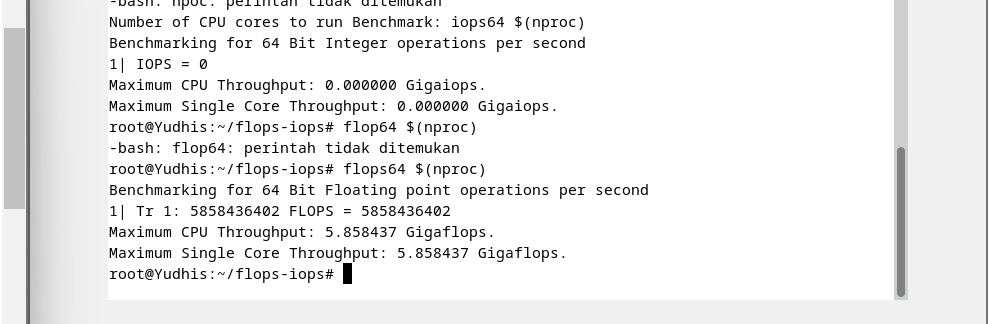 -bash: npoc: perintah tidak ditemukan
Number of CPU cores to run Benchmark: iops64 $(nproc)
Benchmarking for 64 Bit Integer operations per second
1| IOPS = 0
Maximum CPU Throughput: 0.000000 Gigaiops.
Maximum Single Core Throughput: 0.000000 Gigaiops.
root@Yudhis:~/flops-iops# flop64 $(nproc)
-bash: flop64: perintah tidak ditemukan
root@Yudhis:~/flops-iops# flops64 $(nproc)
Benchmarking for 64 Bit Floating point operations per second
1| Tr 1: 5858436402 FLOPS = 5858436402
Maximum CPU Throughput: 5.858437 Gigaflops.
Maximum Single Core Throughput: 5.858437 Gigaflops.
root@Yudhis:~/flops-iops#